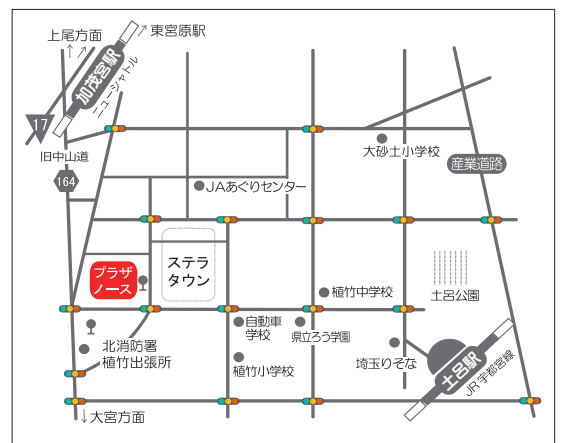 上尾方面
東宮原駅
加茂宮駅
ニューシャトル
17
旧中山道
164
大砂土小学校
産業道路
JAあぐりセンター
ステラ
タウン
プラザ
ノース
土呂公園
植竹中学校
自動車
学校
県立ろう学園
北消防署
植竹出張所
植竹小学校
埼玉りそな
土呂駅
JR宇都宮線
↓大宮方面